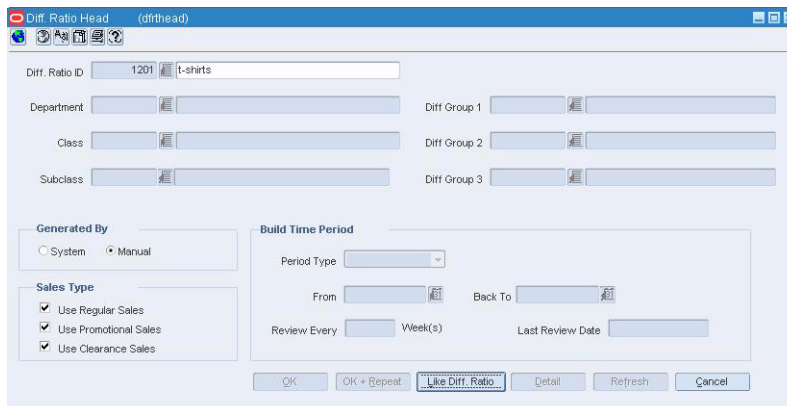 Diff. Ratio Head (dfrthead)
Diff. Ratio ID 1201 t-shirts
Department Diff Group 1
Class Diff Group 2
Subclass Diff Group 3
Generated By Build Time Period
System Manual
Period Type
Sales Type
From Back To
Use Regular Sales
Use Promotional Sales Review Every Week(s) Last Review Date
Use Clearance Sales
OK OK + Repeat Like Diff. Ratio Detail Refresh Cancel